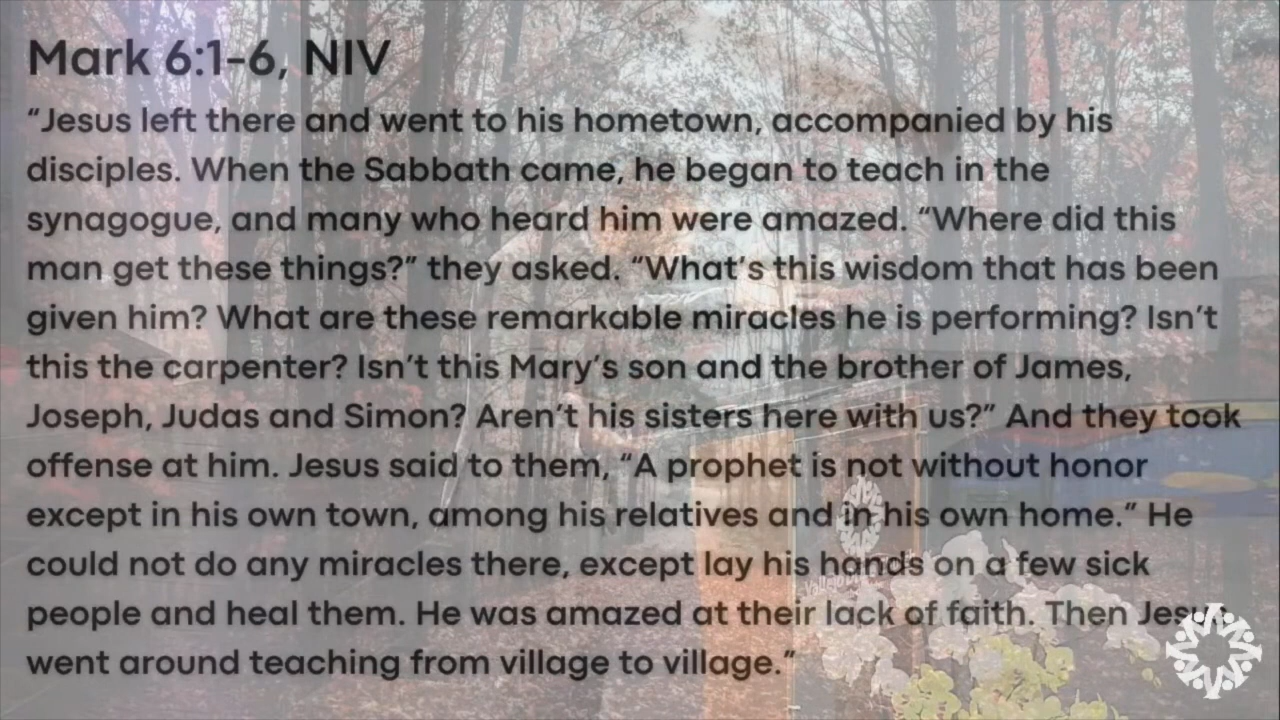 Mark 6:1-6, NIV
“Jesus left there and went to his hometown, accompanied by his
disciples. When the Sabbath came, he began to teach in the
synagogue, and many who heard him were amazed. “Where did this
man get these things?” they asked. “What’s this wisdom that has been
given him? What are these remarkable miracles he is performing? Isn’t
this the carpenter? Isn’t this Mary’s son and the brother of James,
Joseph, Judas and Simon? Aren’t his sisters here with us?” And they took
offense at him. Jesus said to them, “A prophet is not without honor
except in his own town, among his relatives and in his own home.” He
could not do any miracles there, except lay his hands on a few sick
people and heal them. He was amazed at their lack of faith. Then Jesus
went around teaching from village to village.”